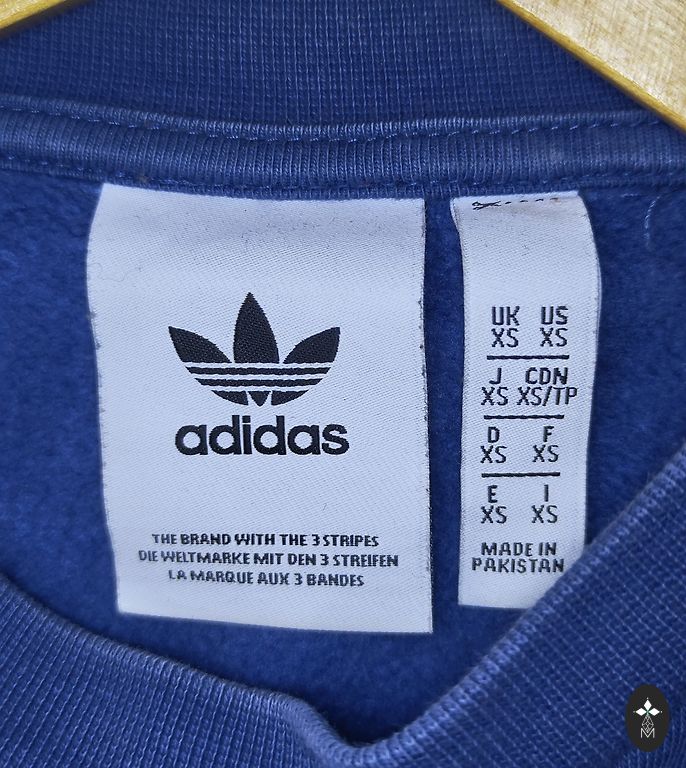 adidas
THE BRAND WITH THE 3 STRIPES
DIE WELTMARKE MIT DEN 3 STREIFEN
LA MARQUE AUX 3 BANDES
UK US
XS XS
J CDN
XS XS/TP
D F
XS XS
E I
XS XS
MADE IN
PAKISTAN
M